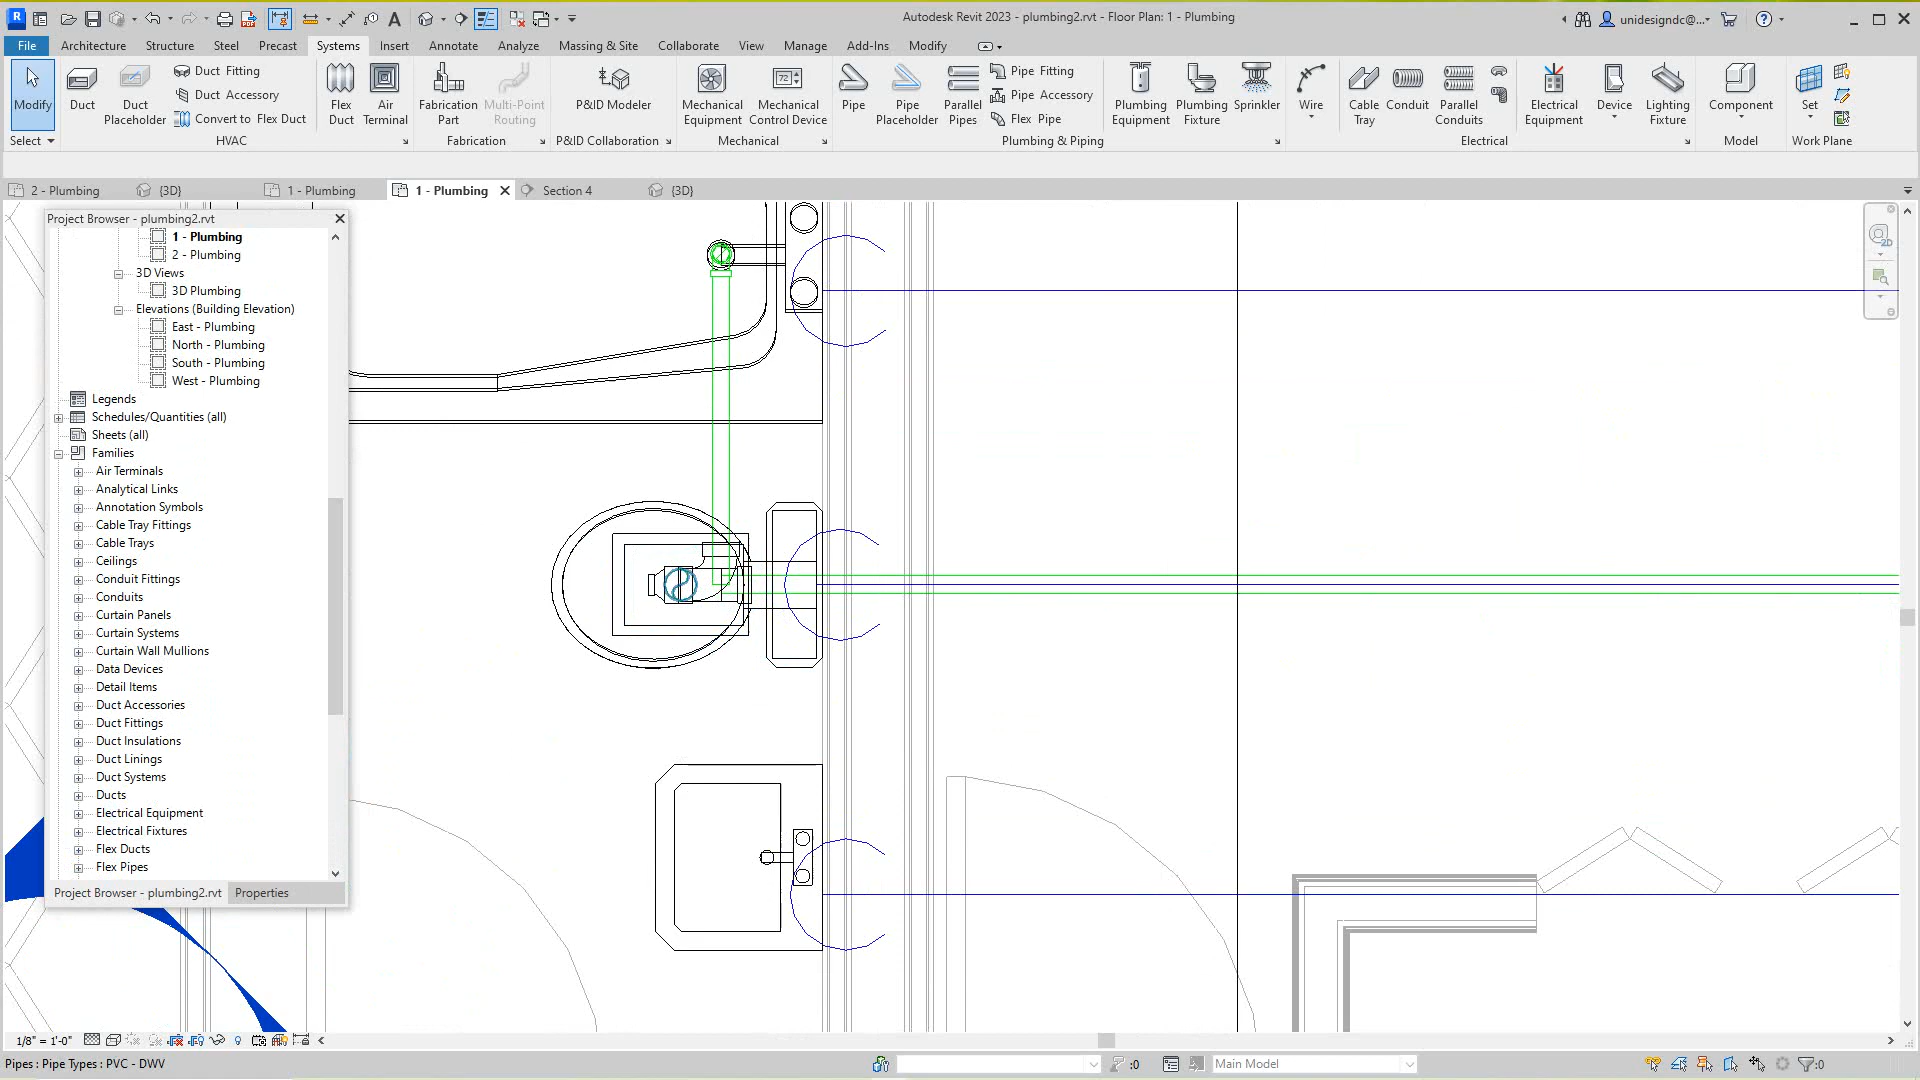 Autodesk Revit 2023 - plumbing2.rvt - Floor Plan: 1 - Plumbing
unidesigndc@...
File Architecture Structure Steel Precast Systems Insert Annotate Analyze Massing & Site Collaborate View Manage Add-Ins Modify
Modify
Select
Duct
Duct Placeholder
Duct Fitting
Duct Accessory
Convert to Flex Duct
Flex Duct
Air Terminal
HVAC
Fabrication Part
Multi-Point Routing
Fabrication
P&ID Modeler
P&ID Collaboration
Mechanical Equipment
72
Mechanical Control Device
Mechanical
Pipe
Pipe Placeholder
Parallel Pipes
Pipe Fitting
Pipe Accessory
Flex Pipe
Plumbing Equipment
Plumbing Fixture
Sprinkler
Plumbing & Piping
Wire
Cable Tray
Conduit
Parallel Conduits
Electrical Equipment
Device
Lighting Fixture
Electrical
Component
Model
Set
Work Plane
2 - Plumbing {3D} 1 - Plumbing 1 - Plumbing Section 4 {3D}
Project Browser - plumbing2.rvt
1 - Plumbing
2 - Plumbing
3D Views
3D Plumbing
Elevations (Building Elevation)
East - Plumbing
North - Plumbing
South - Plumbing
West - Plumbing
Legends
Schedules/Quantities (all)
Sheets (all)
Families
Air Terminals
Analytical Links
Annotation Symbols
Cable Tray Fittings
Cable Trays
Ceilings
Conduit Fittings
Conduits
Curtain Panels
Curtain Systems
Curtain Wall Mullions
Data Devices
Detail Items
Duct Accessories
Duct Fittings
Duct Insulations
Duct Linings
Duct Systems
Ducts
Electrical Equipment
Electrical Fixtures
Flex Ducts
Flex Pipes
Project Browser - plumbing2.rvt Properties
2D
1/8" = 1'-0"
Pipes : Pipe Types : PVC - DWV
:0
Main Model
:0